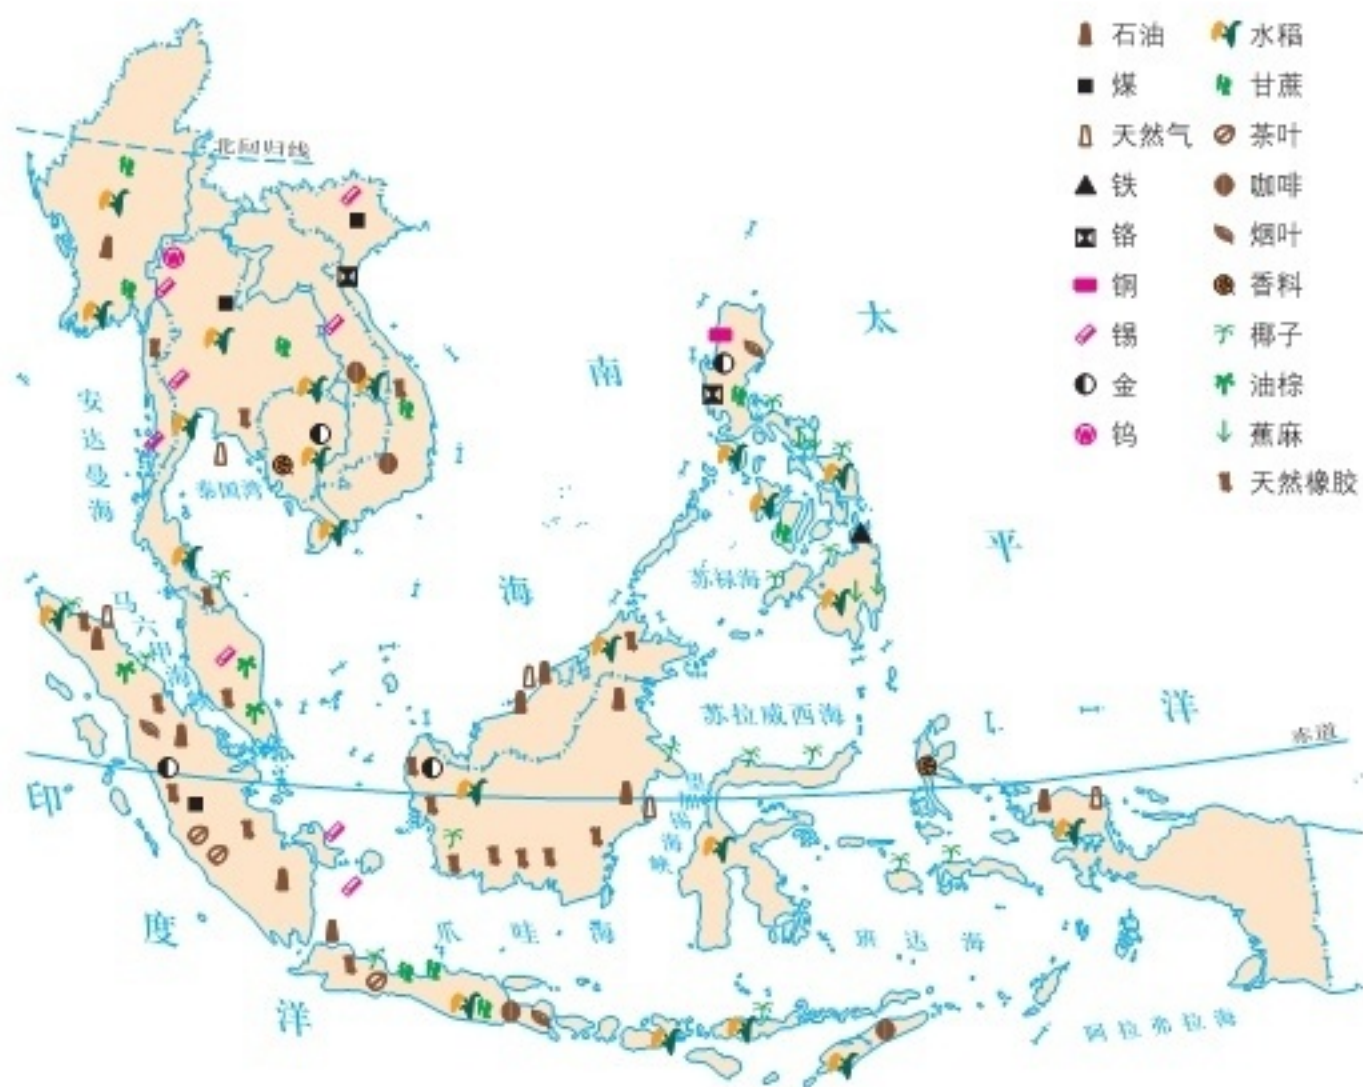 石油 水稻
煤 甘蔗
天然气 茶叶
铁 咖啡
铬 烟叶
铜 香料
锡 椰子
金 油棕
钨 蕉麻
天然橡胶
北回归线
太
平
洋
南
海
安达曼海
泰国湾
苏禄海
马六甲海
苏拉威西海
赤道
印
度
洋
海峡
爪哇海
班达海
阿拉弗拉海